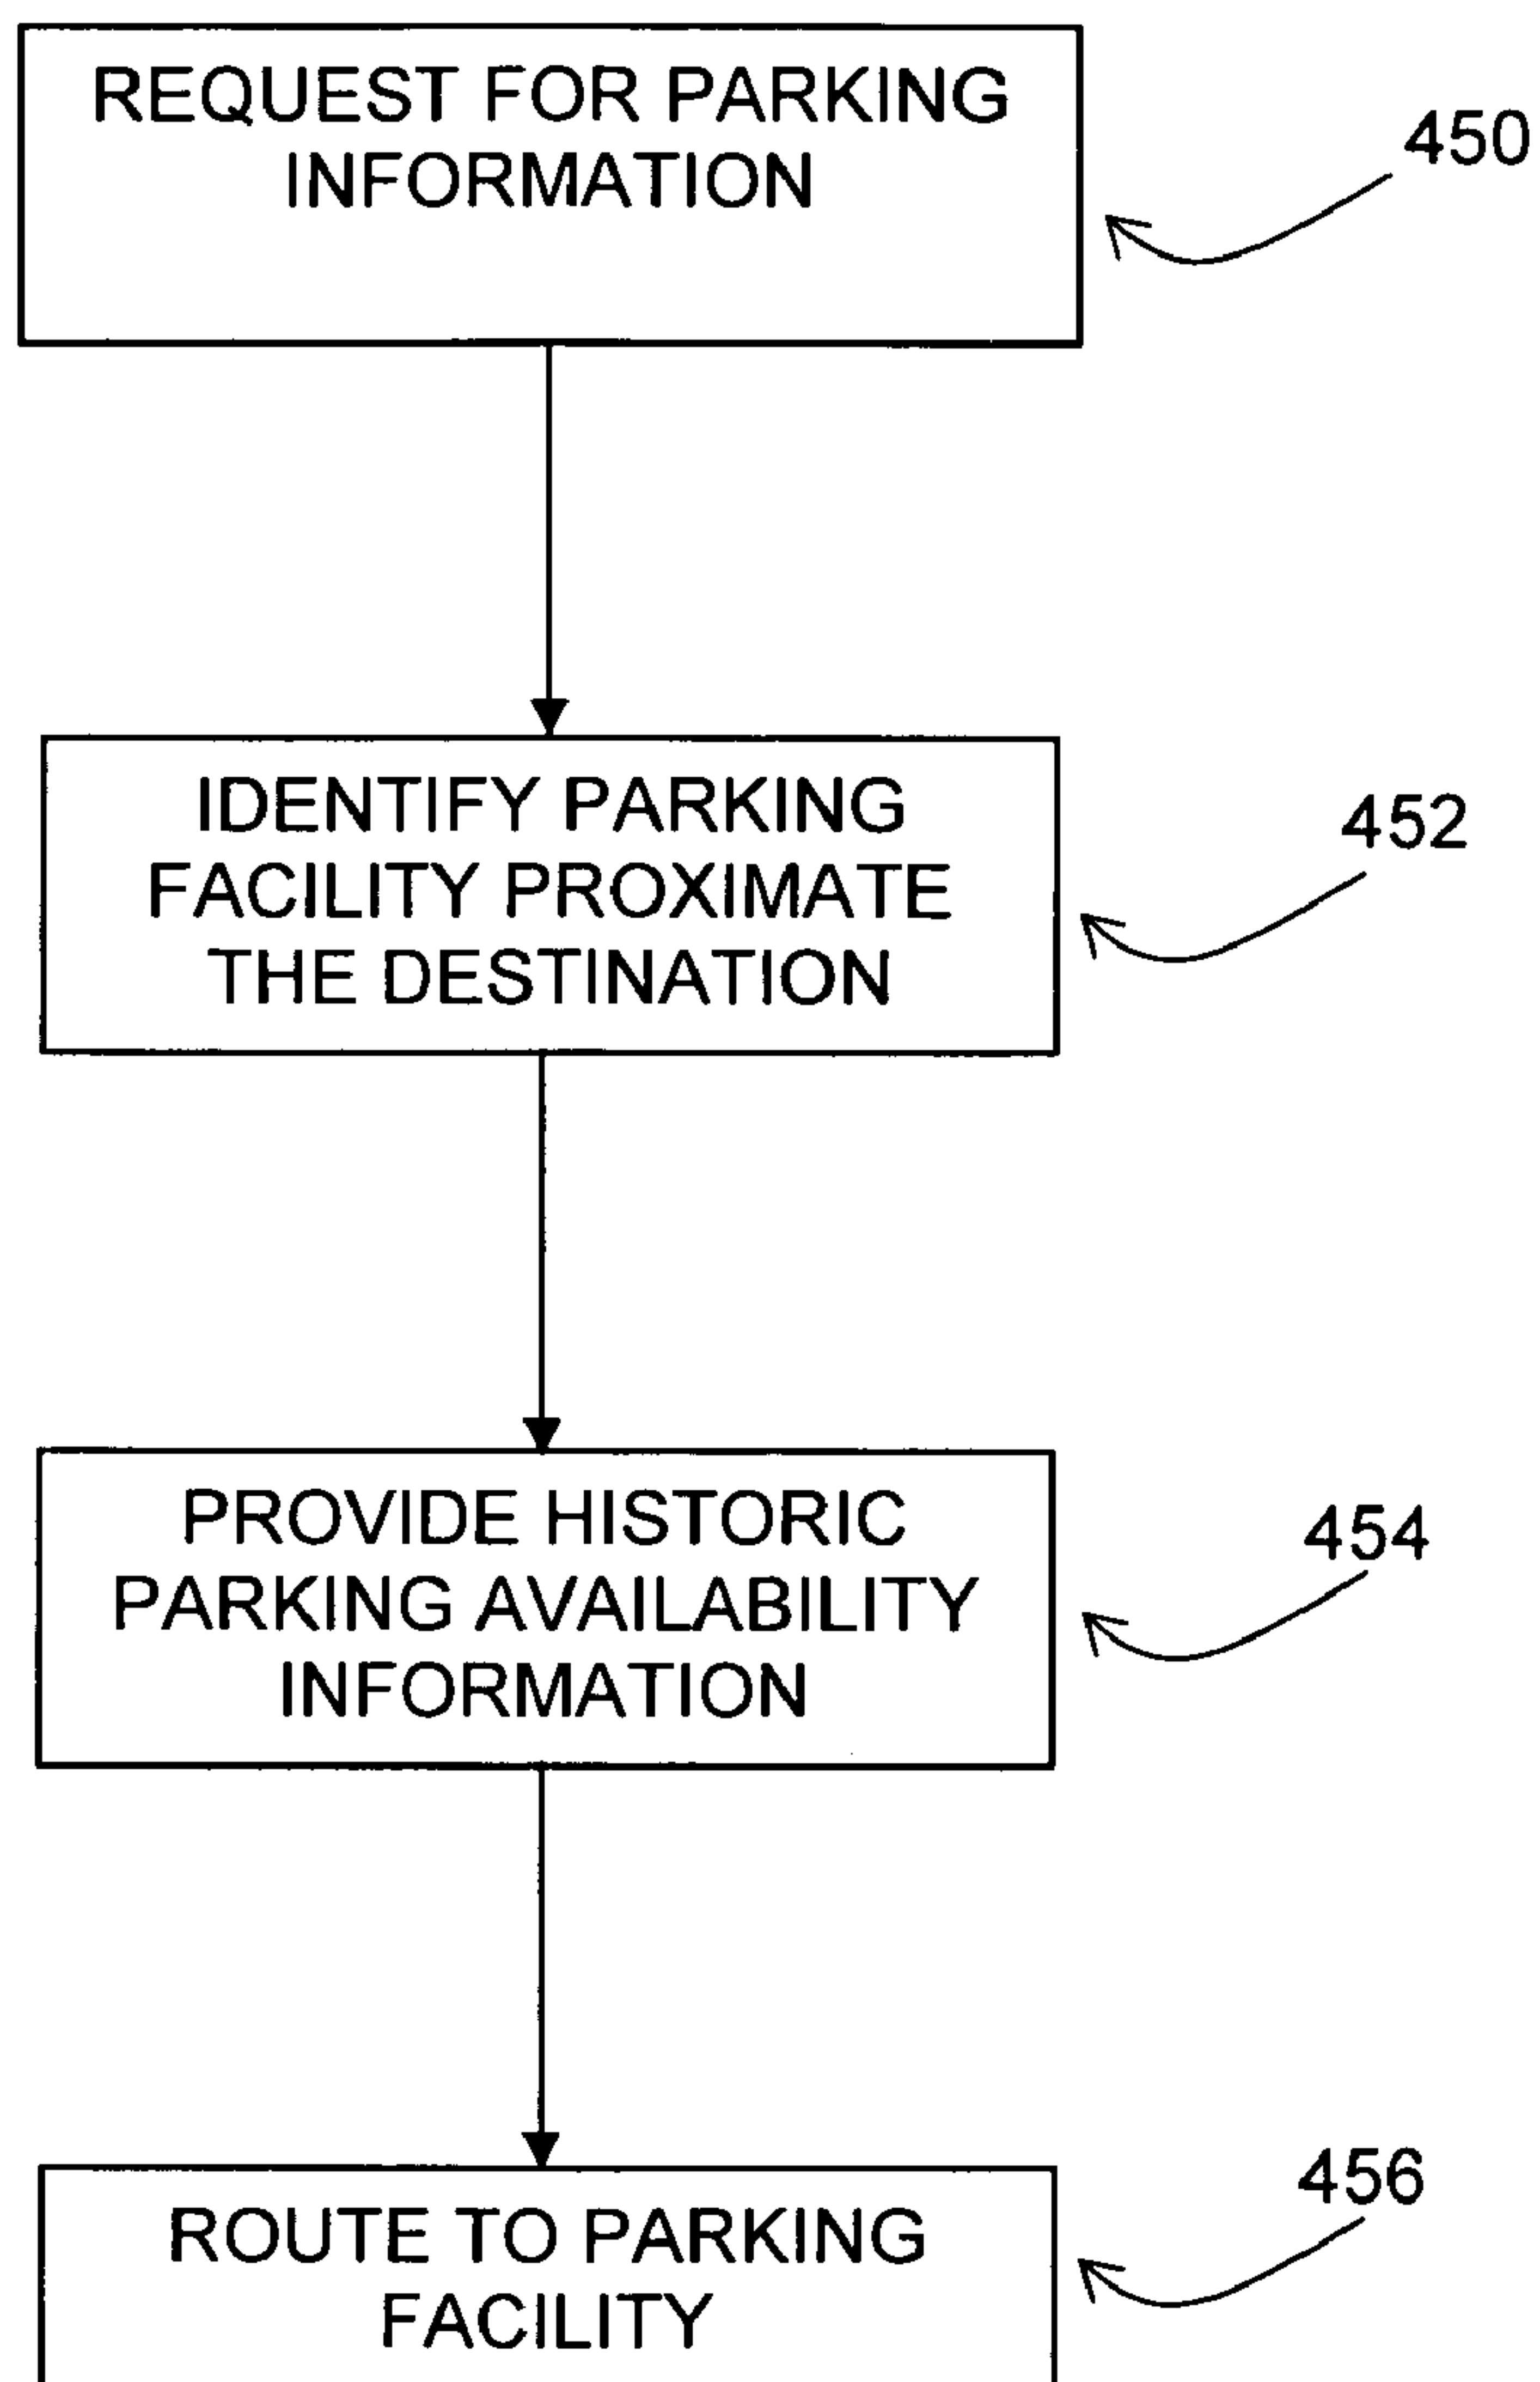 REQUEST FOR PARKING
INFORMATION
450
IDENTIFY PARKING
FACILITY PROXIMATE
THE DESTINATION
452
PROVIDE HISTORIC
PARKING AVAILABILITY
INFORMATION
454
ROUTE TO PARKING
FACILITY
456